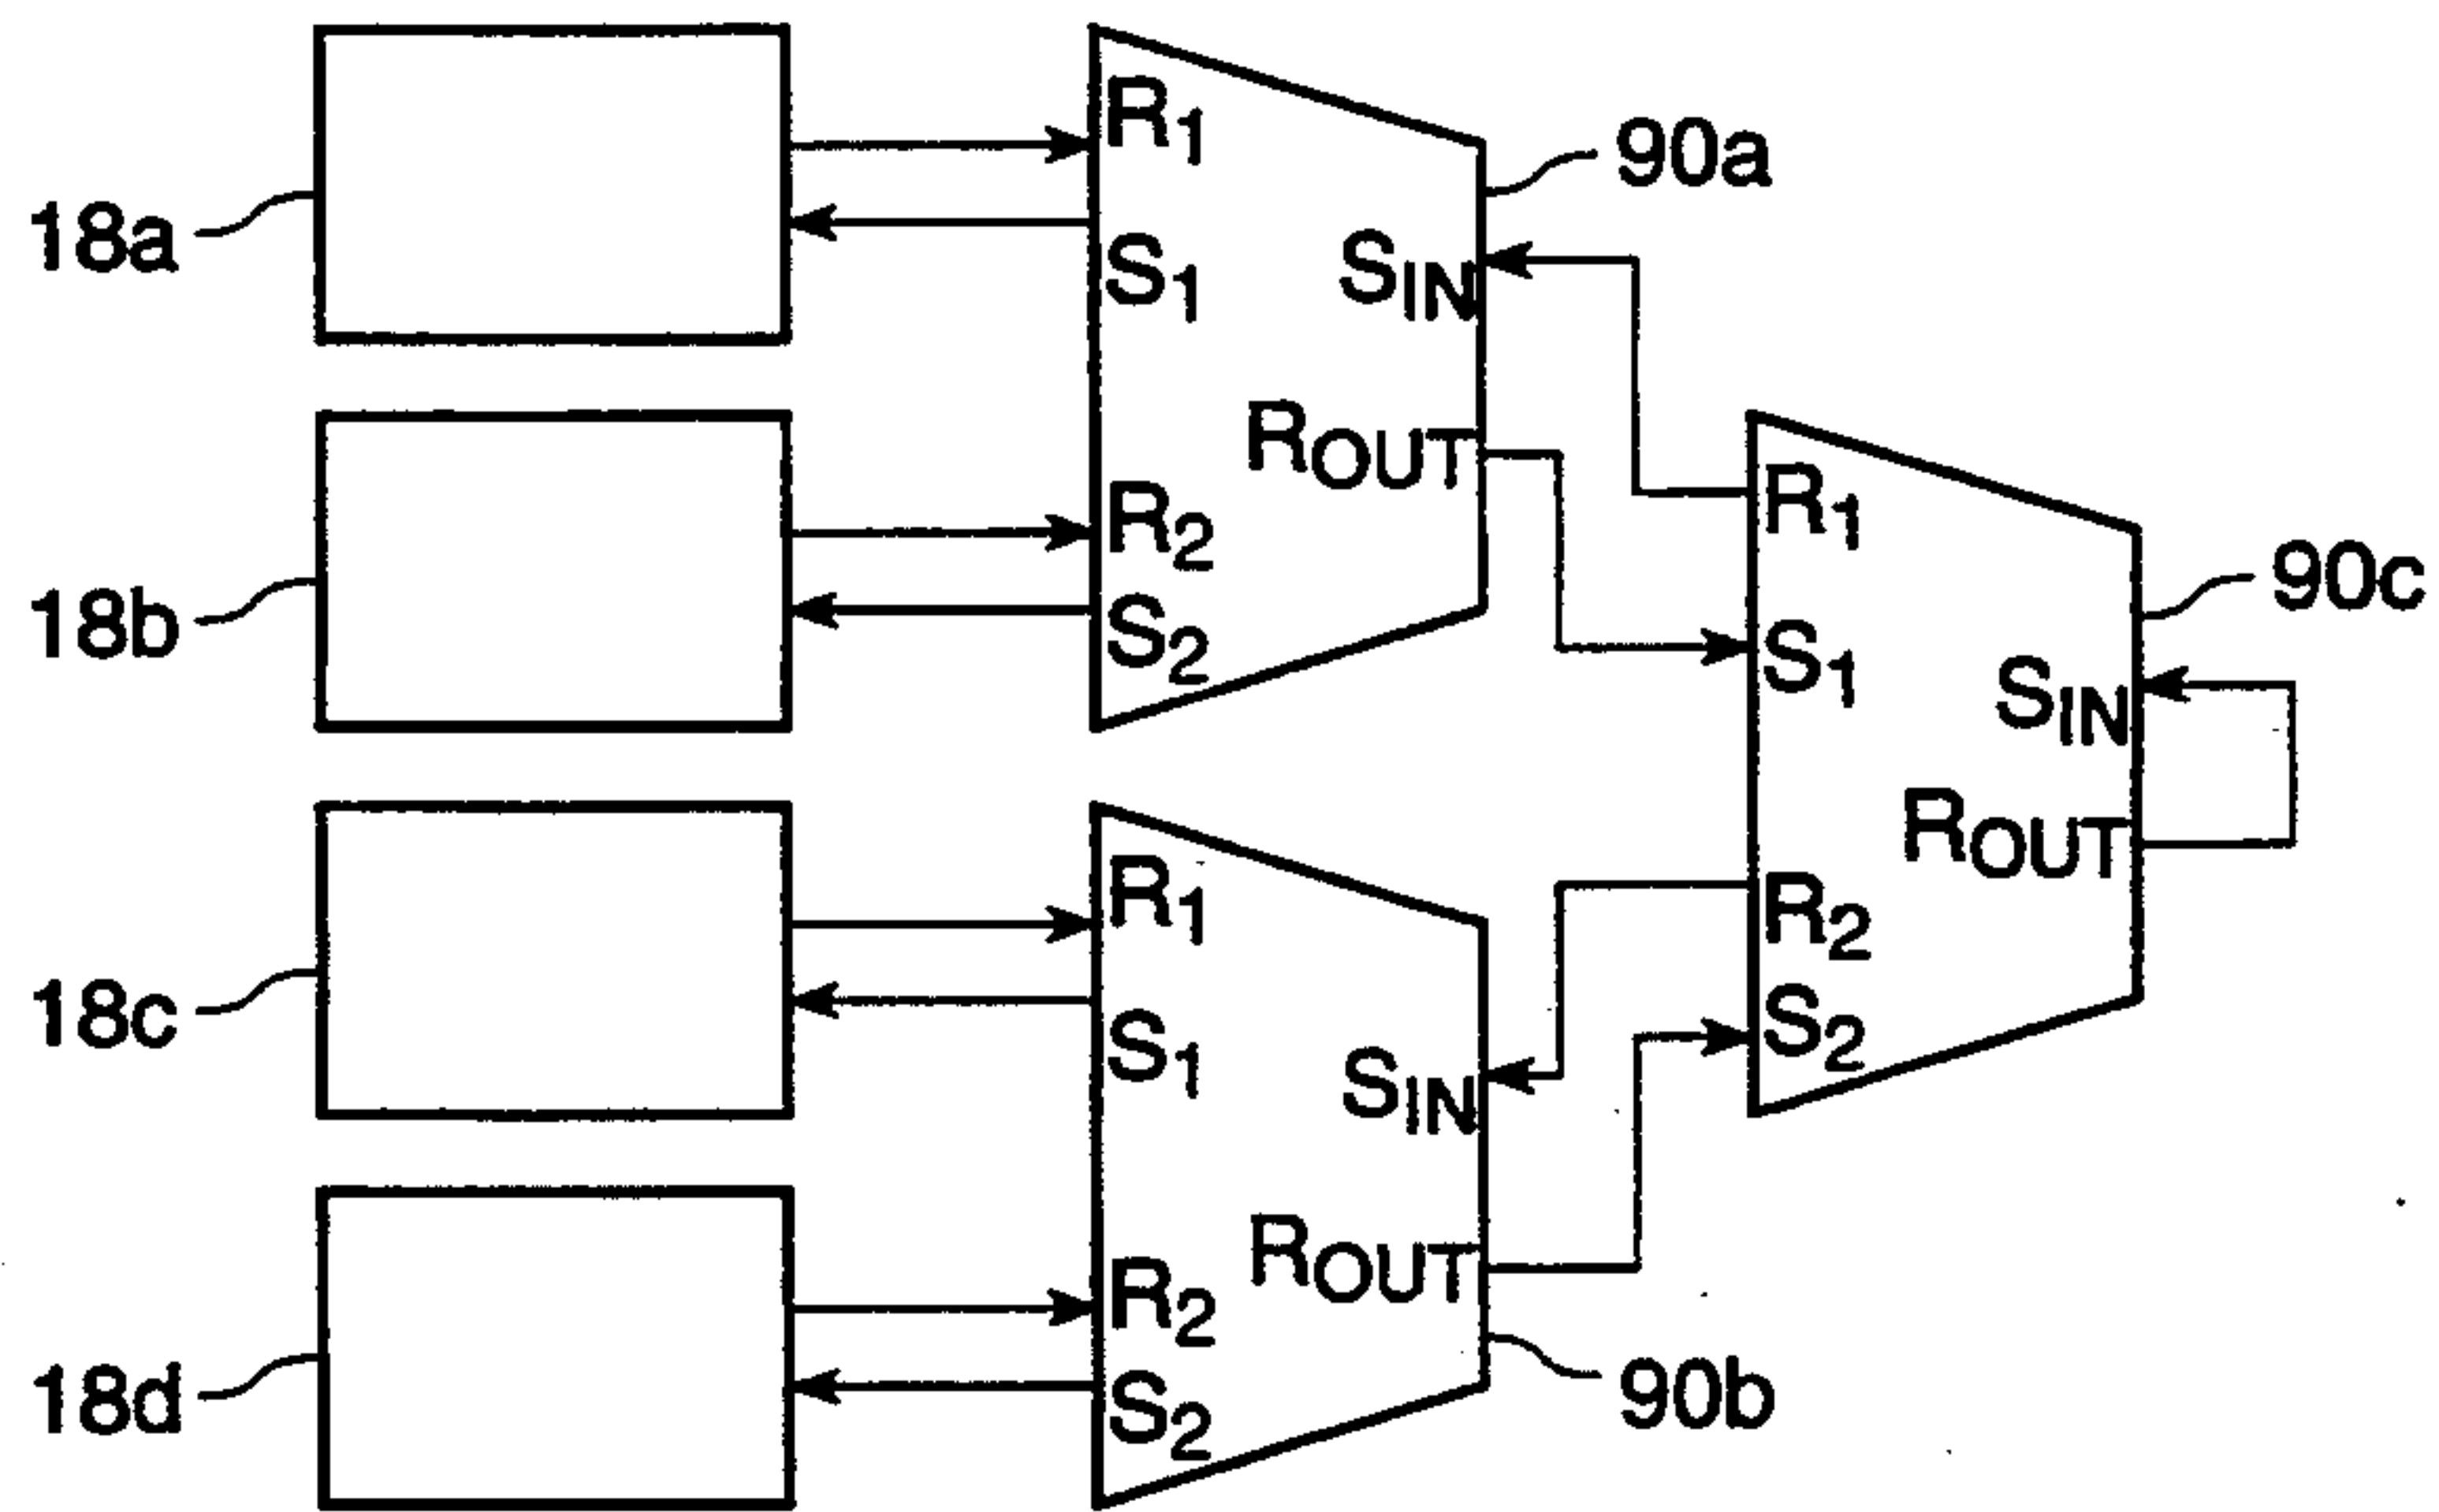 18a
18b
18c
18d
R1
S1
R2
S2
SIN
ROUT
90a
R1
S1
R2
S2
SIN
ROUT
90b
R1
S1
R2
S2
SIN
ROUT
90c